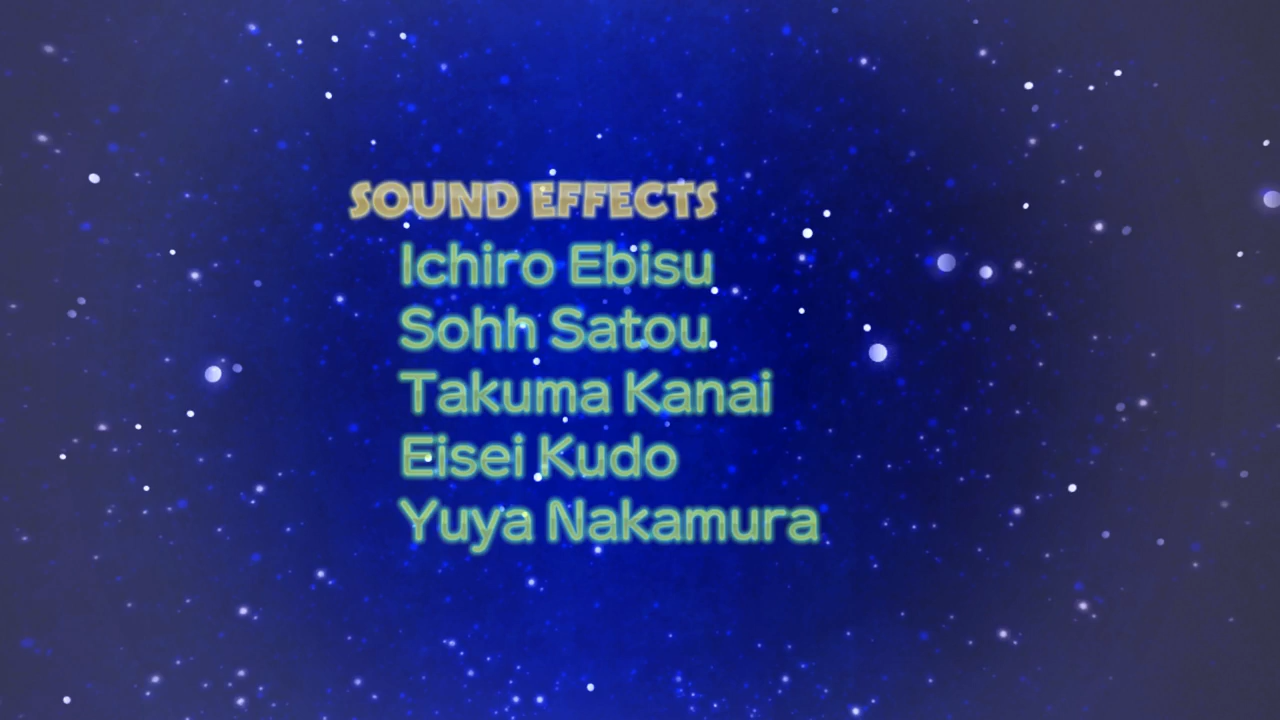 SOUND EFFECTS
Ichiro Ebisu
Sohh Satou
Takuma Kanai
Eisei Kudo
Yuya Nakamura